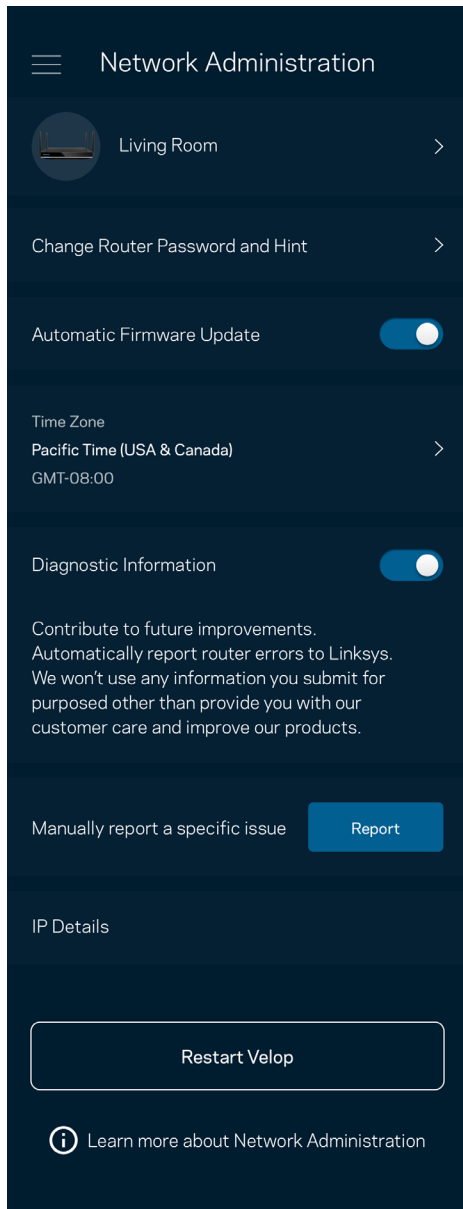 Network Administration
Living Room
Change Router Password and Hint
Automatic Firmware Update
Time Zone
Pacific Time (USA & Canada)
GMT-08:00
Diagnostic Information
Contribute to future improvements.
Automatically report router errors to Linksys.
We won't use any information you submit for
purposed other than provide you with our
customer care and improve our products.
Manually report a specific issue
Report
IP Details
Restart Velop
Learn more about Network Administration